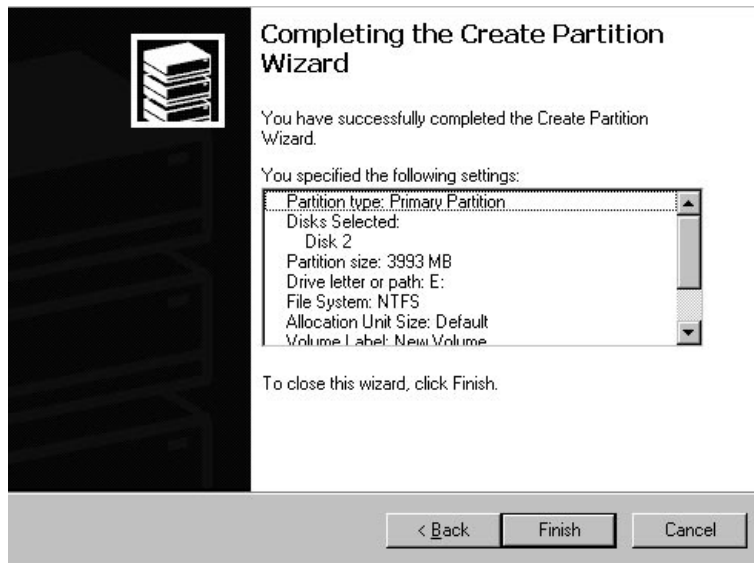 Completing the Create Partition
Wizard
You have successfully completed the Create Partition
Wizard.
You specified the following settings:
Partition type: Primary Partition
Disks Selected:
Disk 2
Partition size: 3993 MB
Drive letter or path: E:
File System: NTFS
Allocation Unit Size: Default
Volume Label: New Volume
To close this wizard, click Finish.
< Back
Finish
Cancel